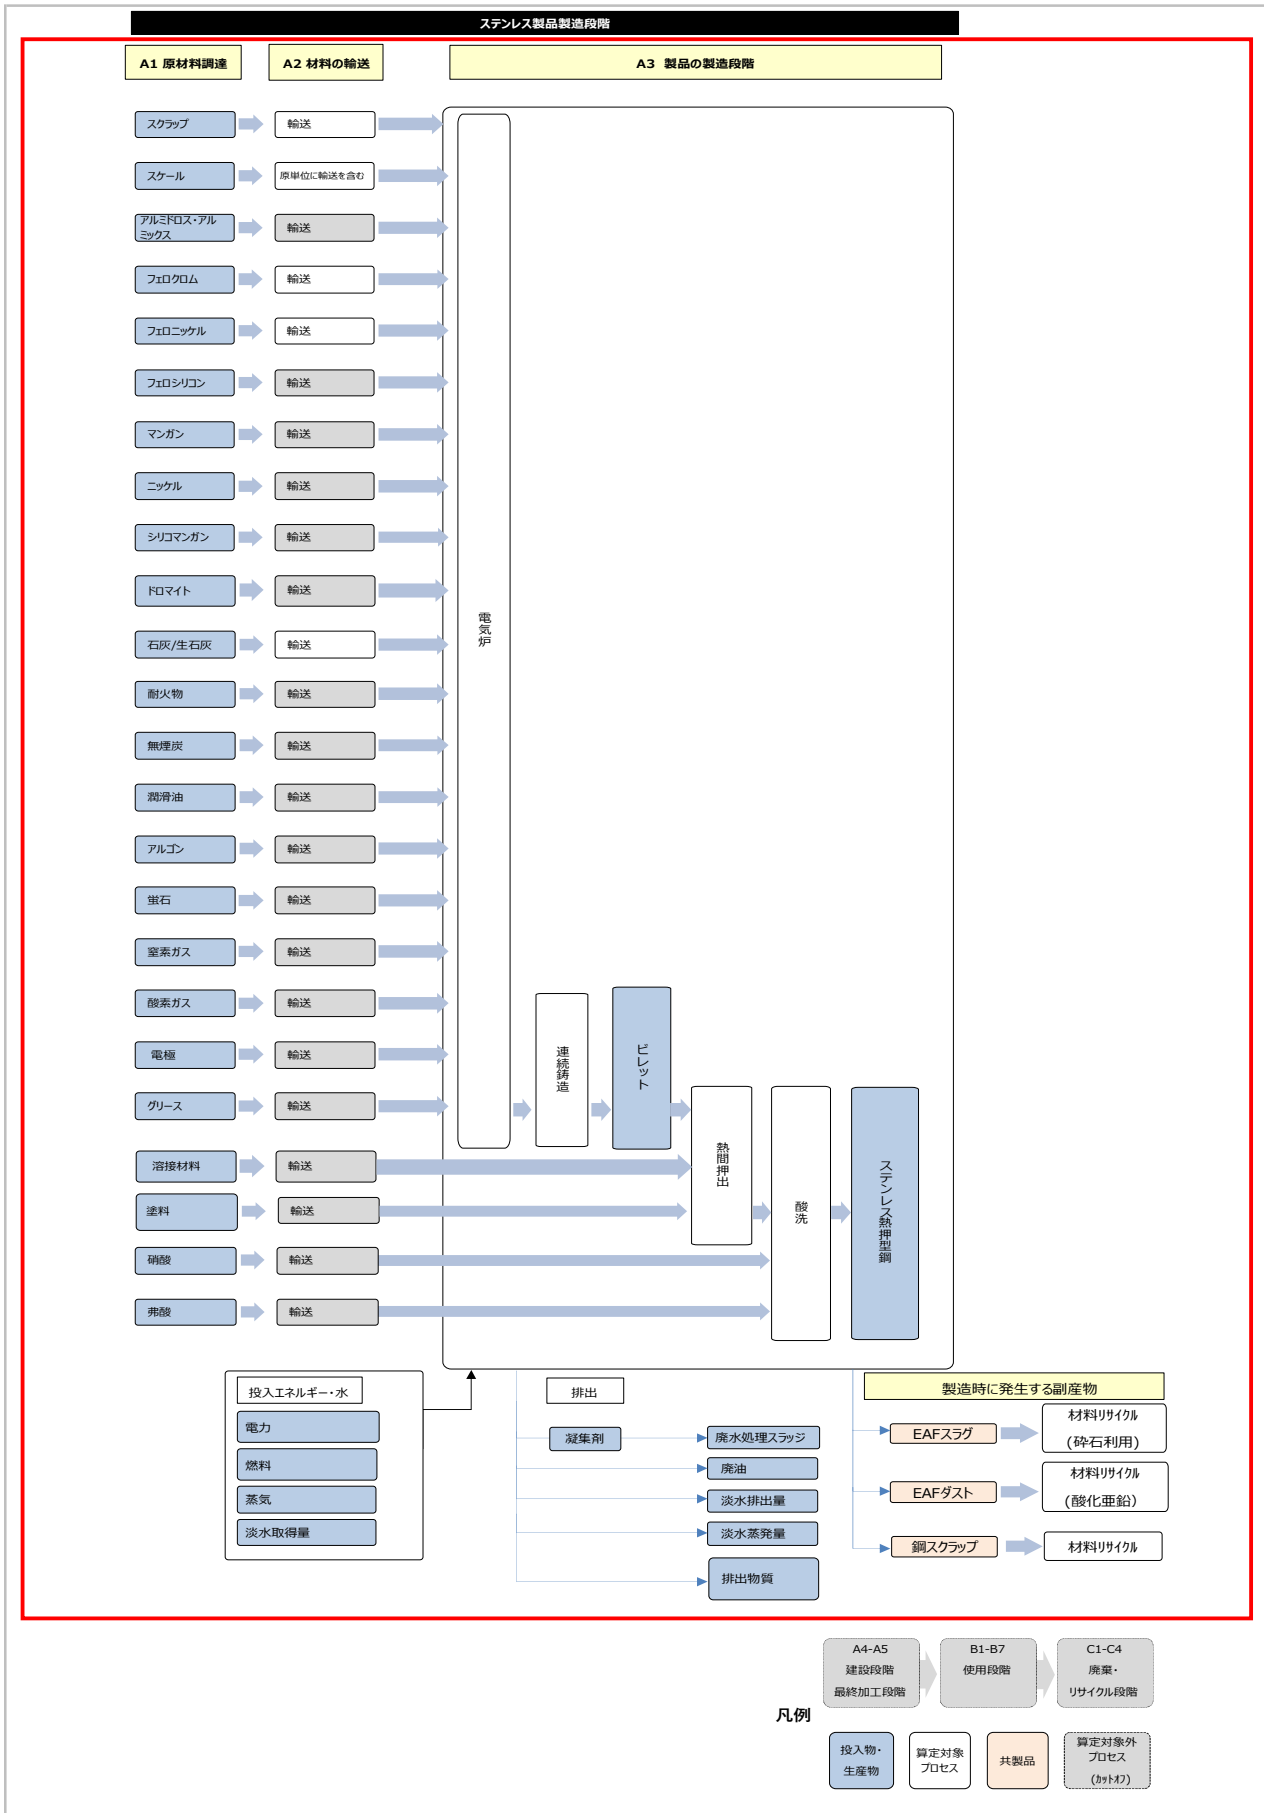 ステンレス製品製造段階
A1 原材料調達
A2 材料の輸送
A3 製品の製造段階
スクラップ
輸送
スケール
原単位に輸送を含む
アルミドロス・アル
ミックス
輸送
フェロクロム
輸送
フェロニッケル
輸送
フェロシリコン
輸送
マンガン
輸送
ニッケル
輸送
シリコマンガン
輸送
ドロマイト
輸送
石灰/生石灰
輸送
耐火物
輸送
無煙炭
輸送
潤滑油
輸送
アルゴン
輸送
蛍石
輸送
窒素ガス
輸送
酸素ガス
輸送
電極
輸送
グリース
輸送
溶接材料
輸送
塗料
輸送
硝酸
輸送
弗酸
輸送
電気炉
連続鋳造
ビレット
熱間押出
酸洗
ステンレス熱押型鋼
投入エネルギー・水
電力
燃料
蒸気
淡水取得量
排出
凝集剤
廃水処理スラッジ
廃油
淡水排出量
淡水蒸発量
排出物質
製造時に発生する副産物
EAFスラグ
材料リサイクル
(砕石利用)
EAFダスト
材料リサイクル
(酸化亜鉛)
鋼スクラップ
材料リサイクル
A4-A5
建設段階
最終加工段階
B1-B7
使用段階
C1-C4
廃棄・
リサイクル段階
凡例
投入物・
生産物
算定対象
プロセス
共製品
算定対象外
プロセス
(カットオフ)